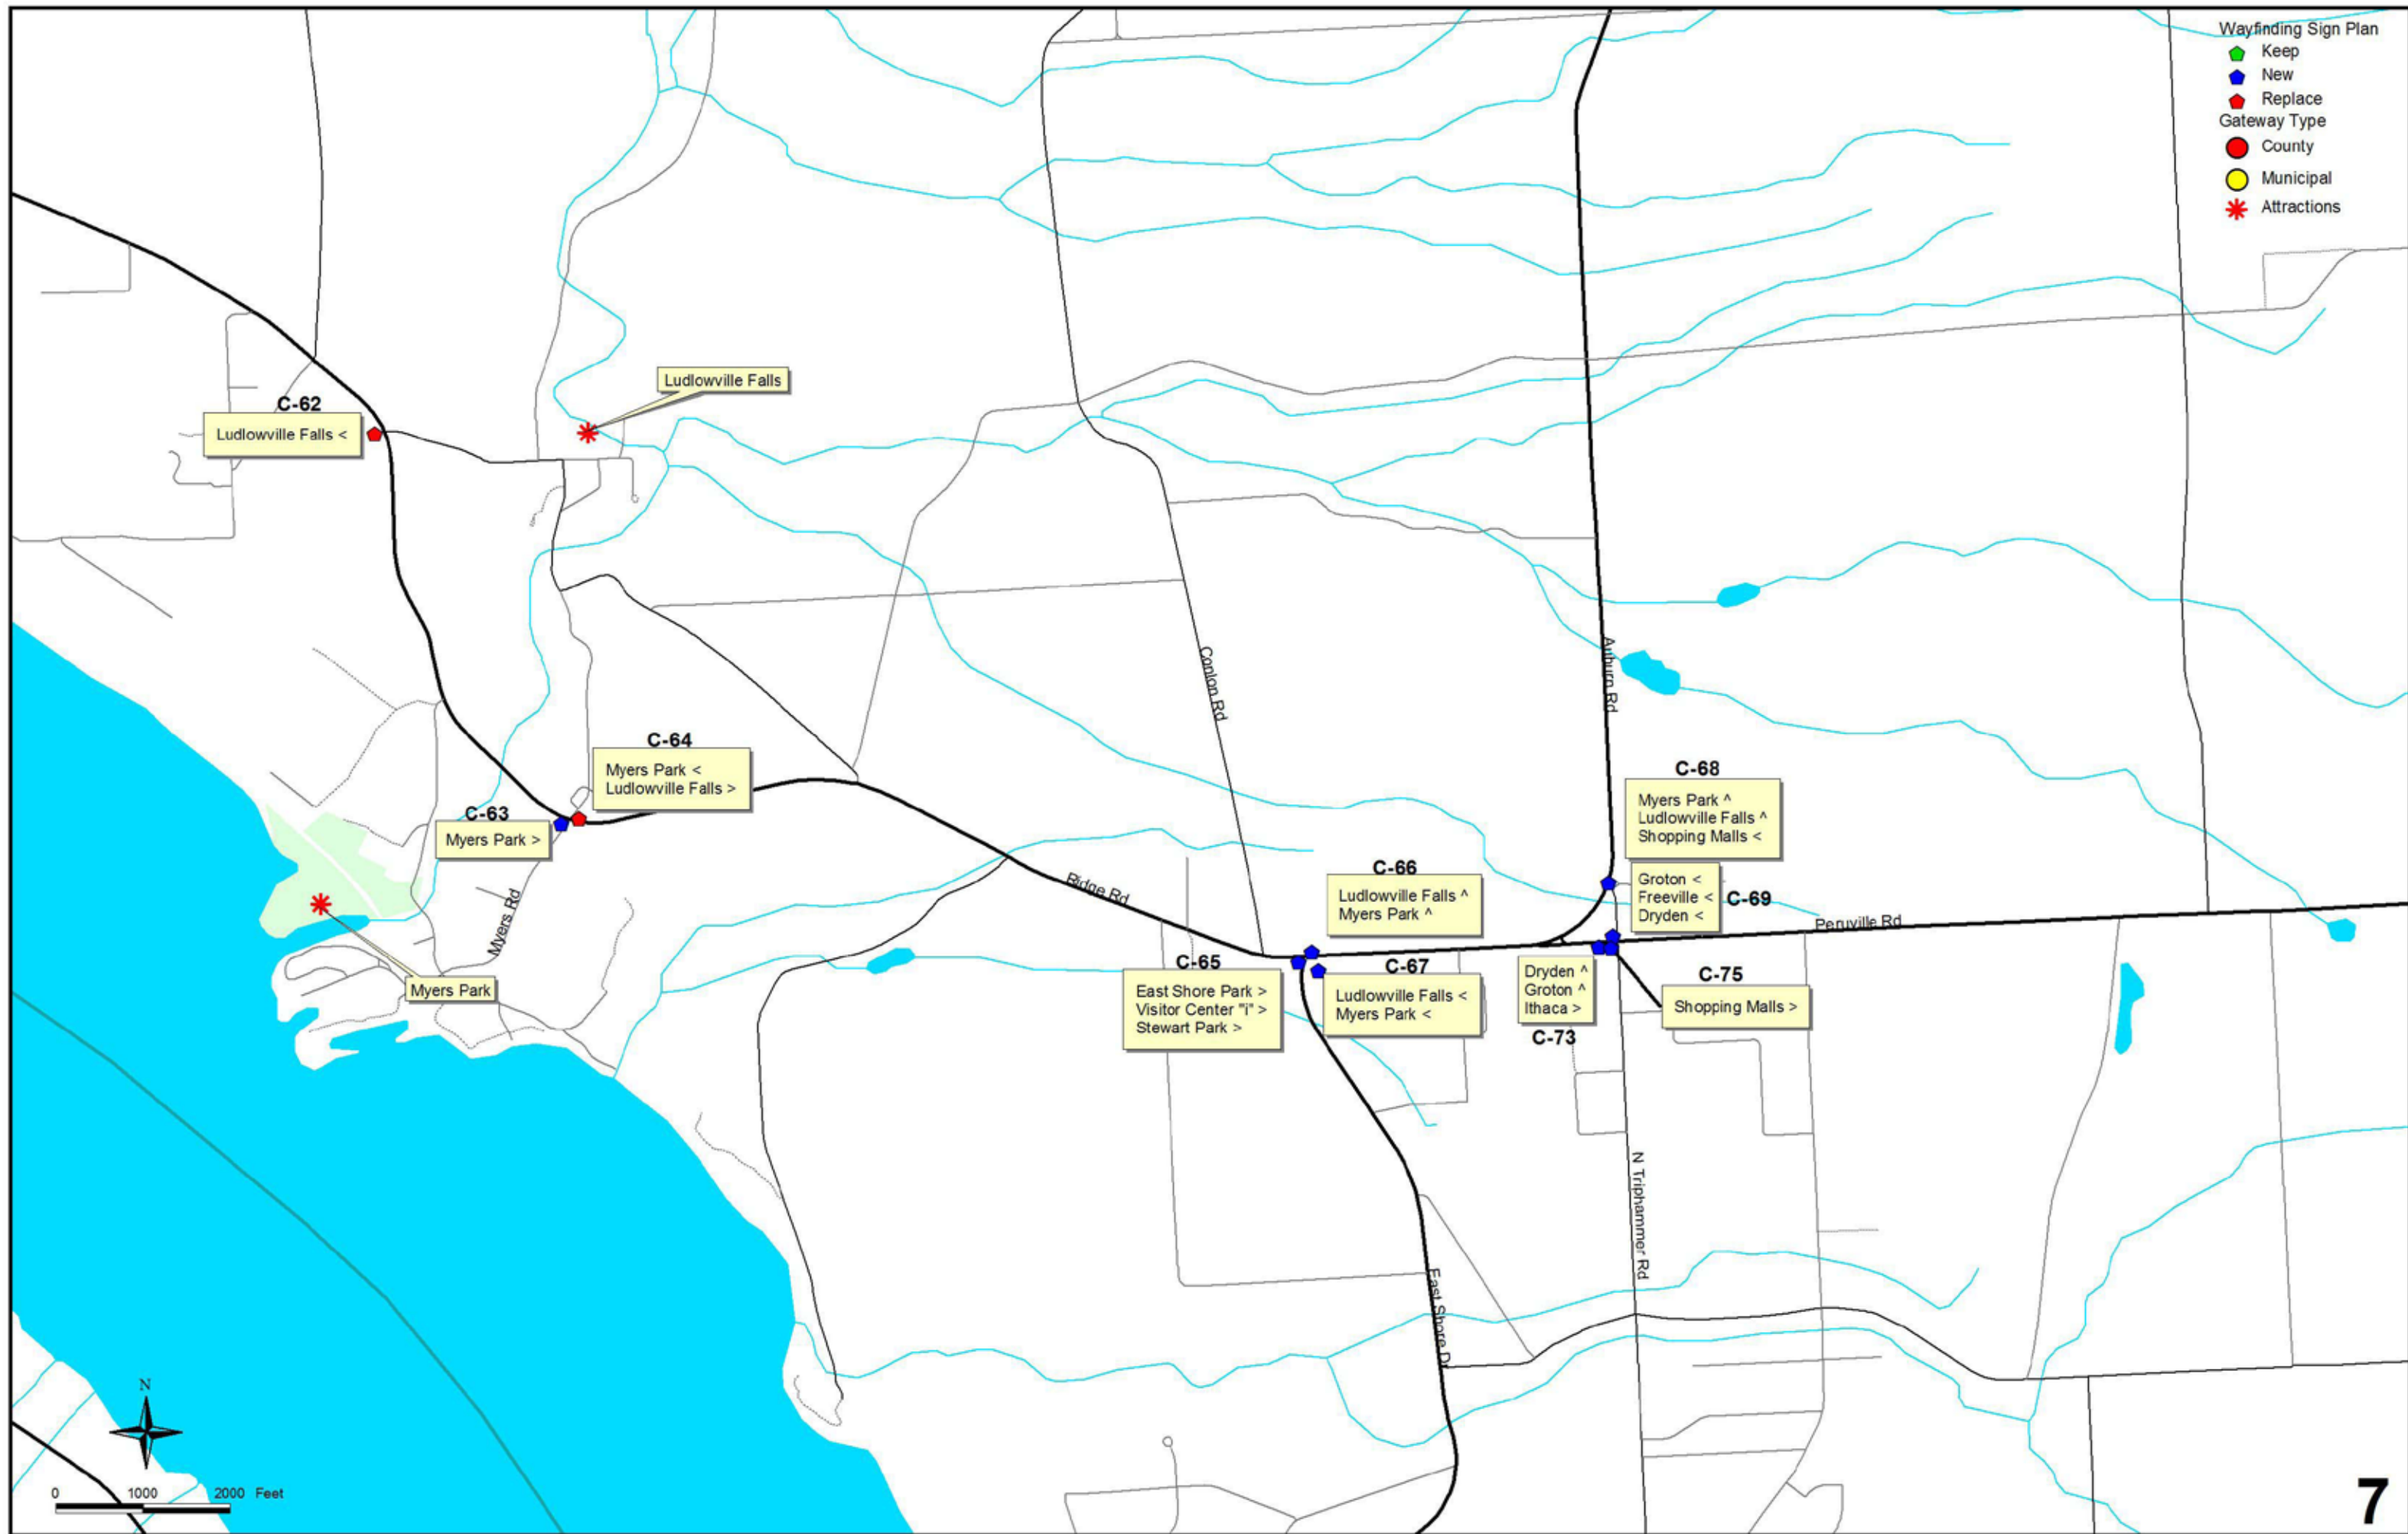 Wayfinding Sign Plan
Keep
New
Replace
Gateway Type
County
Municipal
Attractions
Ludlowville Falls
C-62
Ludlowville Falls <
Conlon Rd
Auburn Rd
C-64
Myers Park <
Ludlowville Falls >
C-63
Myers Park >
C-68
Myers Park ^
Ludlowville Falls ^
Shopping Malls <
Ridge Rd
C-66
Ludlowville Falls ^
Myers Park ^
Groton <
Freeville <
Dryden <
C-69
Peruville Rd
Myers Rd
Myers Park
C-65
East Shore Park >
Visitor Center "i" >
Stewart Park >
C-67
Ludlowville Falls <
Myers Park <
Dryden ^
Groton ^
Ithaca >
C-73
C-75
Shopping Malls >
N Triphammer Rd
East Shore Dr
N
0 1000 2000 Feet
7